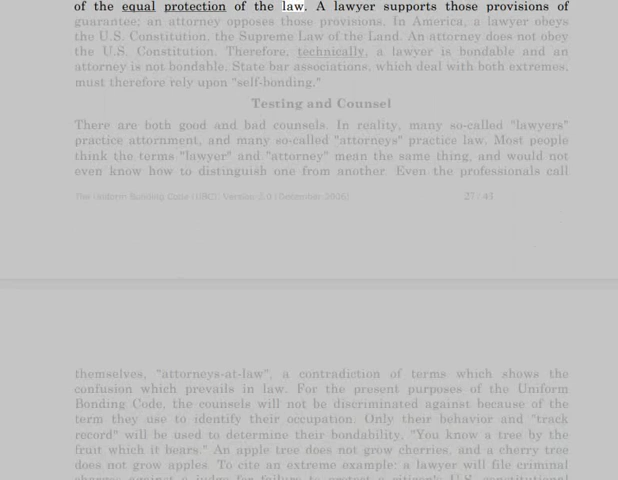 of the equal protection of the law. A lawyer supports those provisions of
guarantee; an attorney opposes those provisions. In America, a lawyer obeys
the U.S. Constitution, the Supreme Law of the Land. An attorney does not obey
the U.S. Constitution. Therefore, technically, a lawyer is bondable and an
attorney is not bondable. State bar associations, which deal with both extremes,
must therefore rely upon "self-bonding."
Testing and Counsel
There are both good and bad counsels. In reality, many so-called "lawyers"
practice attornment, and many so-called "attorneys" practice law. Most people
think the terms "lawyer" and "attorney" mean the same thing, and would not
even know how to distinguish one from another. Even the professionals call
The Uniform Bonding Code (UBC), Version 2.0 (December 2006) 27 / 43
themselves, "attorneys-at-law", a contradiction of terms which shows the
confusion which prevails in law. For the present purposes of the Uniform
Bonding Code, the counsels will not be discriminated against because of the
term they use to identify their occupation. Only their behavior and "track
record" will be used to determine their bondability, "You know a tree by the
fruit which it bears." An apple tree does not grow cherries, and a cherry tree
does not grow apples. To cite an extreme example: a lawyer will file criminal
charges against a judge for failure to protect a citizen's U.S. constitutional